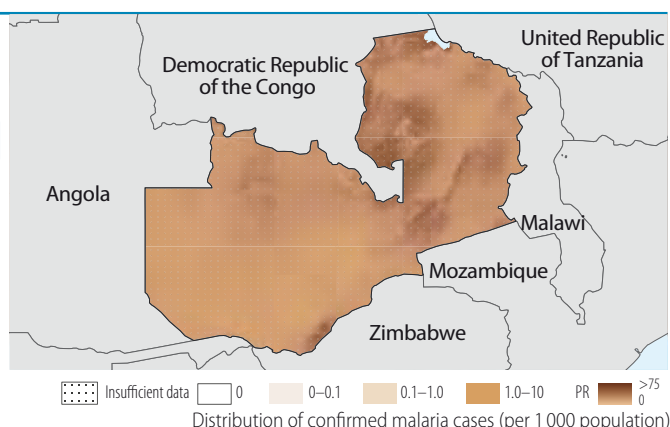 United Republic
of Tanzania
Democratic Republic
of the Congo
Angola
Malawi
Mozambique
Zimbabwe
Insufficient data 0 0–0.1 0.1–1.0 1.0–10 PR >75
0
Distribution of confirmed malaria cases (per 1 000 population)